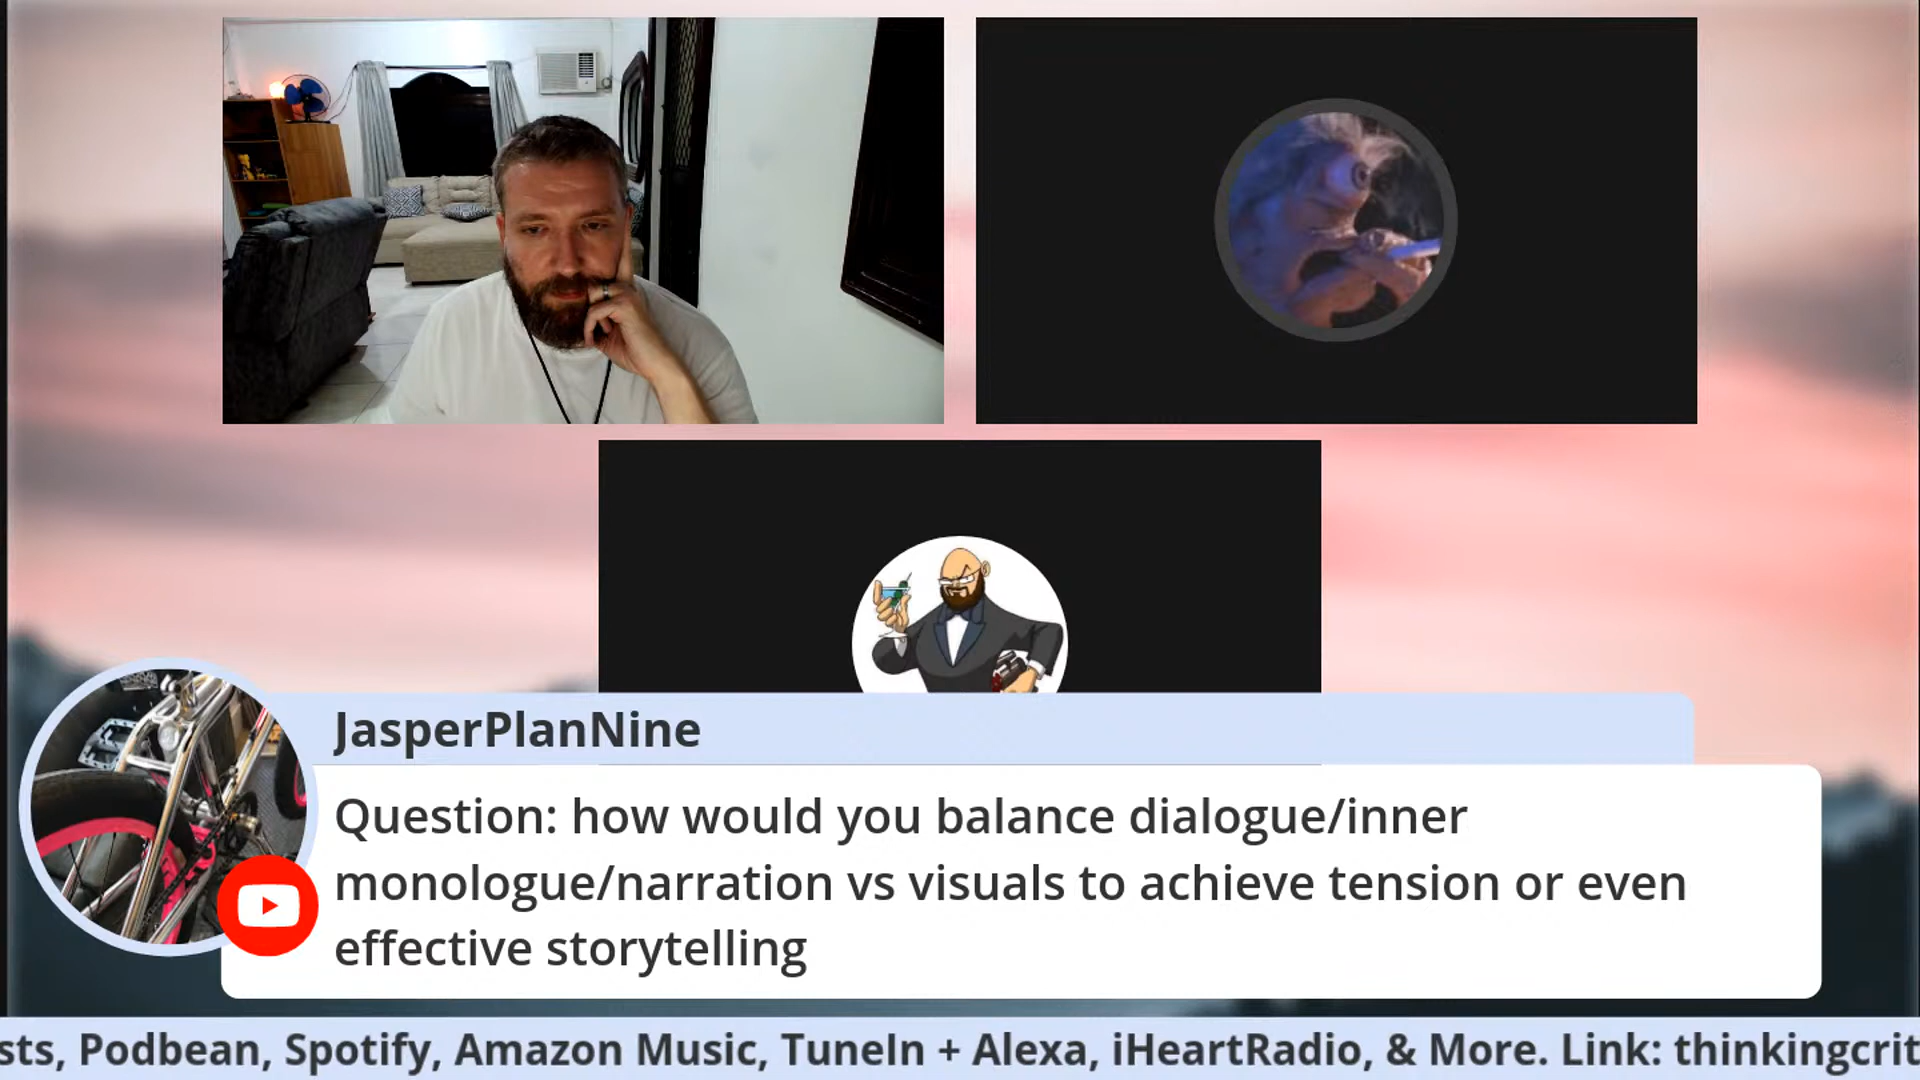 JasperPlanNine
Question: how would you balance dialogue/inner
monologue/narration vs visuals to achieve tension or even
effective storytelling
sts, Podbean, Spotify, Amazon Music, TuneIn + Alexa, iHeartRadio, & More. Link: thinkingcrit